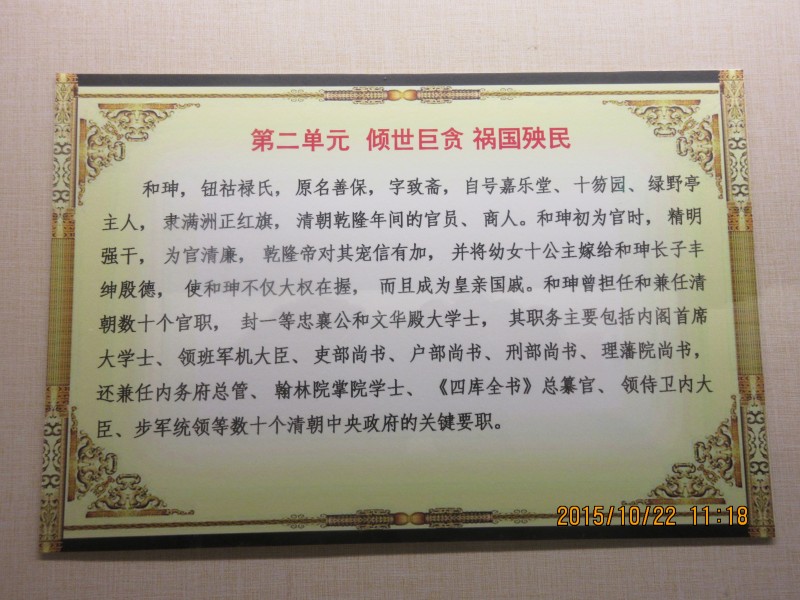 第二单元 倾世巨贪 祸国殃民
和珅，钮祜禄氏，原名善保，字致斋，自号嘉乐堂、十笏园、绿野亭
主人，隶满洲正红旗，清朝乾隆年间的官员、商人。和珅初为官时，精明
强干，为官清廉，乾隆帝对其宠信有加，并将幼女十公主嫁给和珅长子丰
绅殷德，使和珅不仅大权在握，而且成为皇亲国戚。和珅曾担任和兼任清
朝数十个官职，封一等忠襄公和文华殿大学士，其职务主要包括内阁首席
大学士、领班军机大臣、吏部尚书、户部尚书、刑部尚书、理藩院尚书，
还兼任内务府总管、翰林院掌院学士、《四库全书》总纂官、领侍卫内大
臣、步军统领等数十个清朝中央政府的关键要职。
2015/10/22 11:18